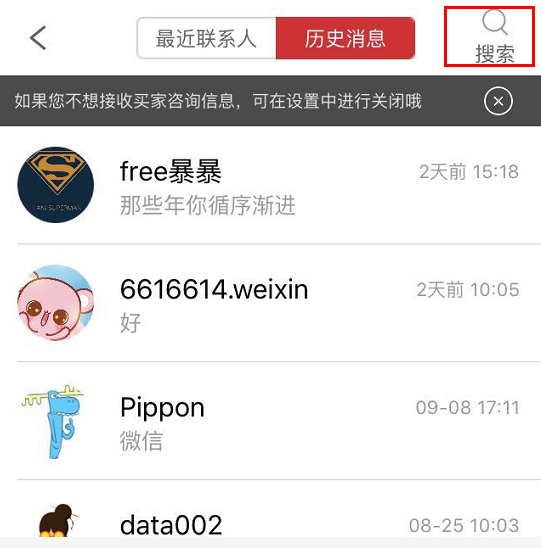 最近联系人 历史消息
搜索
如果您不想接收买家咨询信息，可在设置中进行关闭哦
free暴暴 2天前 15:18
那些年你循序渐进
6616614.weixin 2天前 10:05
好
Pippon 09-08 17:11
微信
data002 08-25 10:03